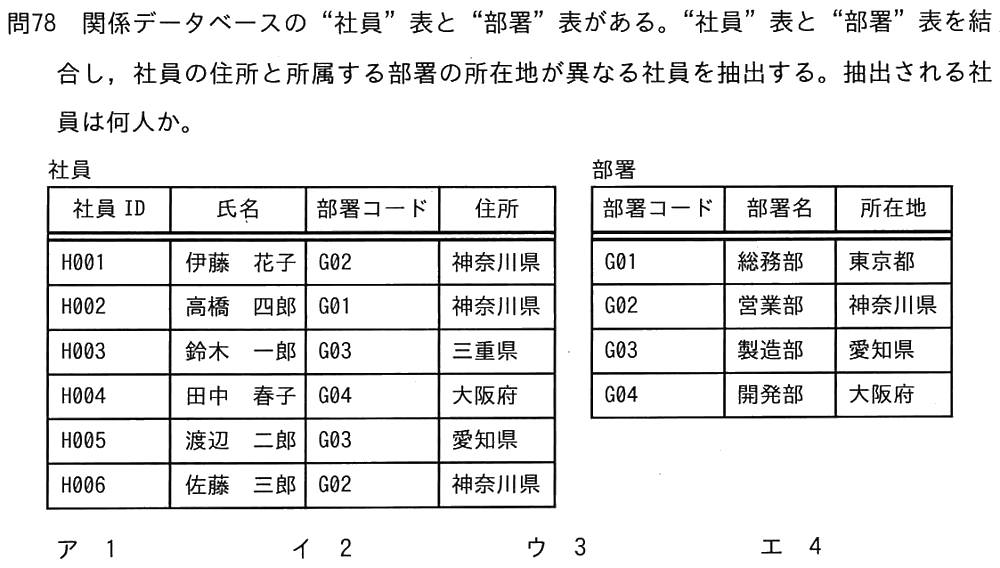 問78 関係データベースの“社員”表と“部署”表がある。“社員”表と“部署”表を結
合し，社員の住所と所属する部署の所在地が異なる社員を抽出する。抽出される社
員は何人か。
社員
社員ID 氏名 部署コード 住所
H001 伊藤 花子 G02 神奈川県
H002 高橋 四郎 G01 神奈川県
H003 鈴木 一郎 G03 三重県
H004 田中 春子 G04 大阪府
H005 渡辺 二郎 G03 愛知県
H006 佐藤 三郎 G02 神奈川県
部署
部署コード 部署名 所在地
G01 総務部 東京都
G02 営業部 神奈川県
G03 製造部 愛知県
G04 開発部 大阪府
ア 1 イ 2 ウ 3 エ 4